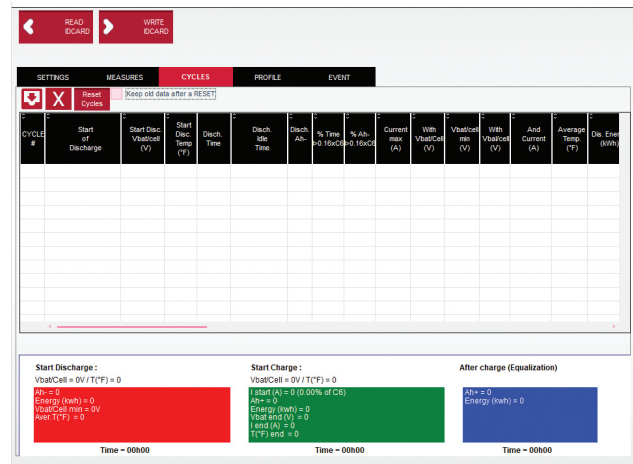 READ
IDCARD
WRITE
IDCARD
SETTINGS MEASURES CYCLES PROFILE EVENT
X
Reset
Cycles
Keep old data after a RESET
CYCLE
#
Start
of
Discharge
Start Disc.
Vbat/cell
(V)
Start
Disc.
Temp
(°F)
Disch.
Time
Disch.
Idle
Time
Disch.
Ah-
% Time
>0.16xC6
% Ah-
>0.16xC6
Current
max
(A)
With
Vbat/Cell
(V)
Vbat/cell
min
(V)
With
Vbat/cell
(V)
And
Current
(A)
Average
Temp.
(°F)
Dis. Ener
(kWh)
Start Discharge :
Vbat/Cell = 0V / T(°F) = 0
Ah- = 0
Energy (kwh) = 0
Vbat/Cell min = 0V
Aver.T(°F) = 0
Time = 00h00
Start Charge :
Vbat/Cell = 0V / T(°F) = 0
I start (A) = 0 (0.00% of C6)
Ah+ = 0
Energy (kwh) = 0
Vbat end (V) = 0
I end (A) = 0
T(°F) end = 0
Time = 00h00
After charge (Equalization)
Ah+ = 0
Energy (kwh) = 0
Time = 00h00